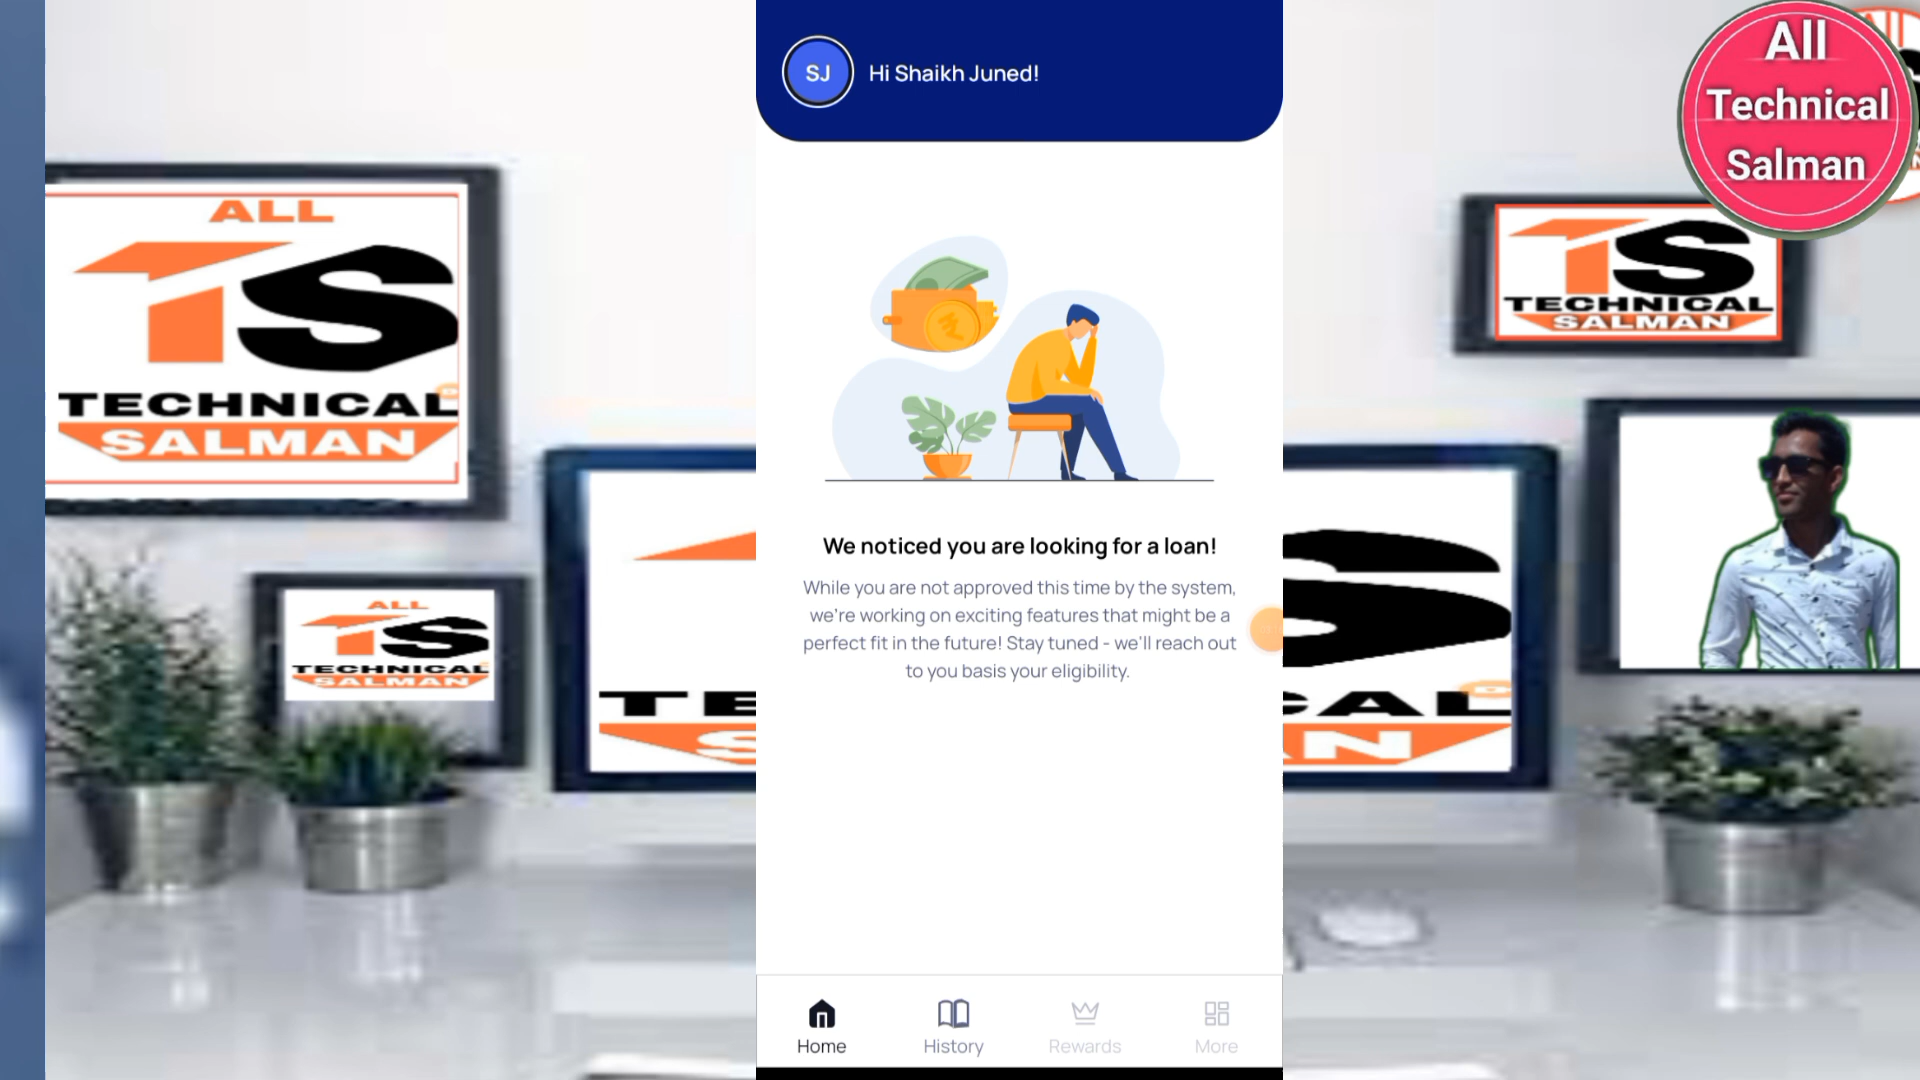 SJ
Hi Shaikh Juned!
We noticed you are looking for a loan!
While you are not approved this time by the system,
we're working on exciting features that might be a
perfect fit in the future! Stay tuned - we'll reach out
to you basis your eligibility.
Home
History
Rewards
More
All
Technical
Salman
ALL
TS
TECHNICAL
SALMAN
ALL
TS
TECHNICAL
SALMAN
TS
TECHNICAL
SALMAN